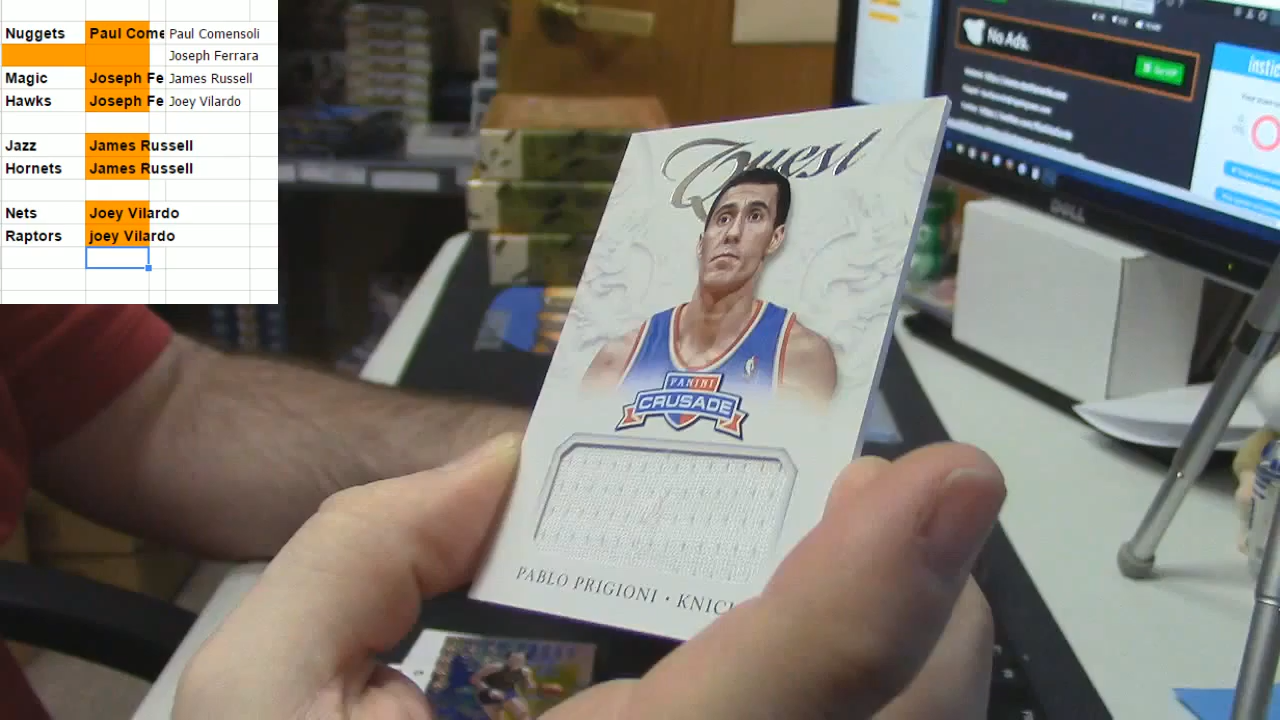 Nuggets Paul Come Paul Comensoli
Joseph Ferrara
Magic Joseph Fe James Russell
Hawks Joseph Fe Joey Vilardo
Jazz James Russell
Hornets James Russell
Nets Joey Vilardo
Raptors joey Vilardo
Quest
PANINI
CRUSADE
PABLO PRIGIONI • KNIC
No Ads.
DELL